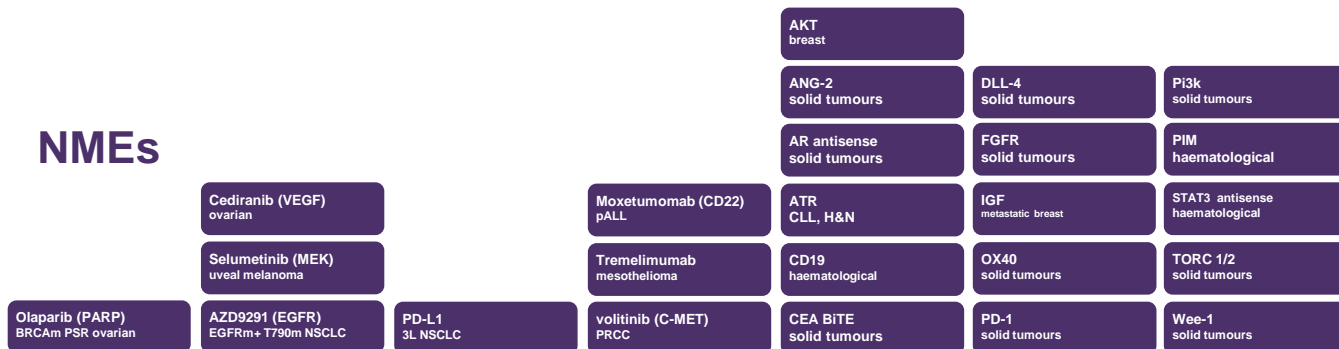 AKT
breast
ANG-2
solid tumours
DLL-4
solid tumours
Pi3k
solid tumours
NMEs
AR antisense
solid tumours
FGFR
solid tumours
PIM
haematological
Cediranib (VEGF)
ovarian
Moxetumomab (CD22)
pALL
ATR
CLL, H&N
IGF
metastatic breast
STAT3 antisense
haematological
Selumetinib (MEK)
uveal melanoma
Tremelimumab
mesothelioma
CD19
haematological
OX40
solid tumours
TORC 1/2
solid tumours
Olaparib (PARP)
BRCAm PSR ovarian
AZD9291 (EGFR)
EGFRm+ T790m NSCLC
PD-L1
3L NSCLC
volitinib (C-MET)
PRCC
CEA BiTE
solid tumours
PD-1
solid tumours
Wee-1
solid tumours